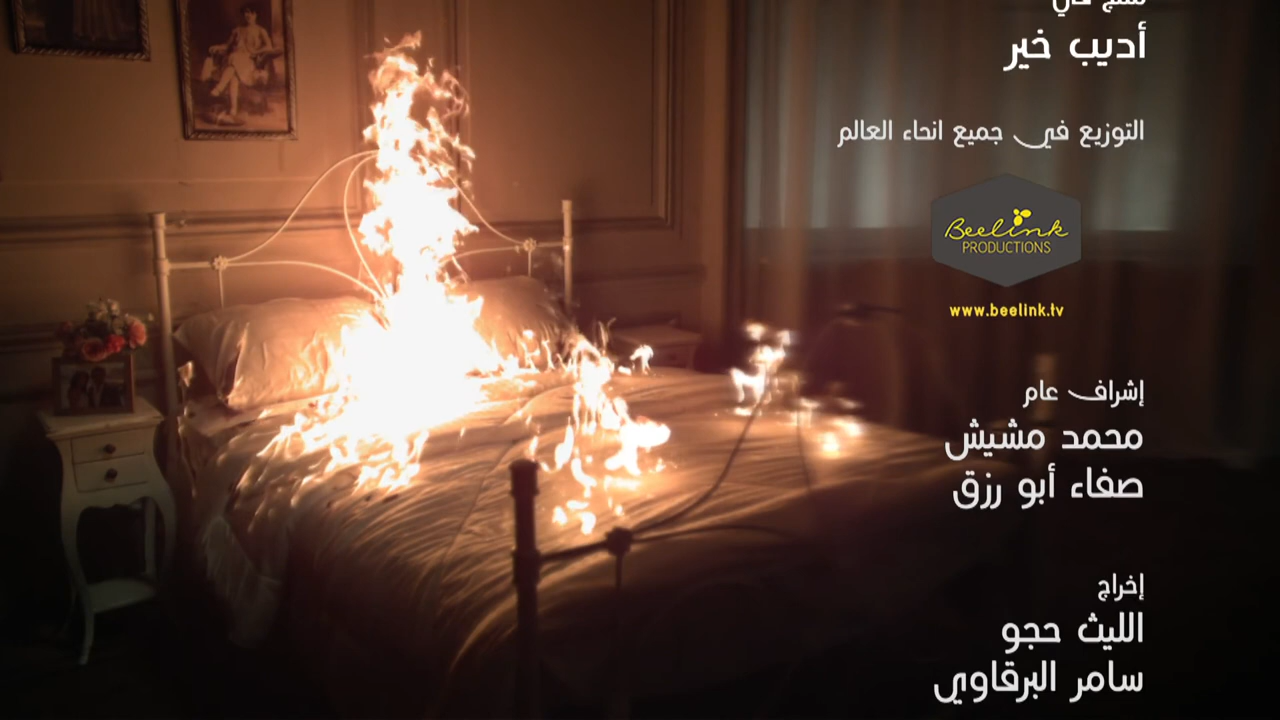 أديب خير
التوزيع في جميع انحاء العالم
Beelink
PRODUCTIONS
www.beelink.tv
إشراف عام
محمد مشيش
صفاء أبو رزق
إخراج
الليث حجو
سامر البرقاوي